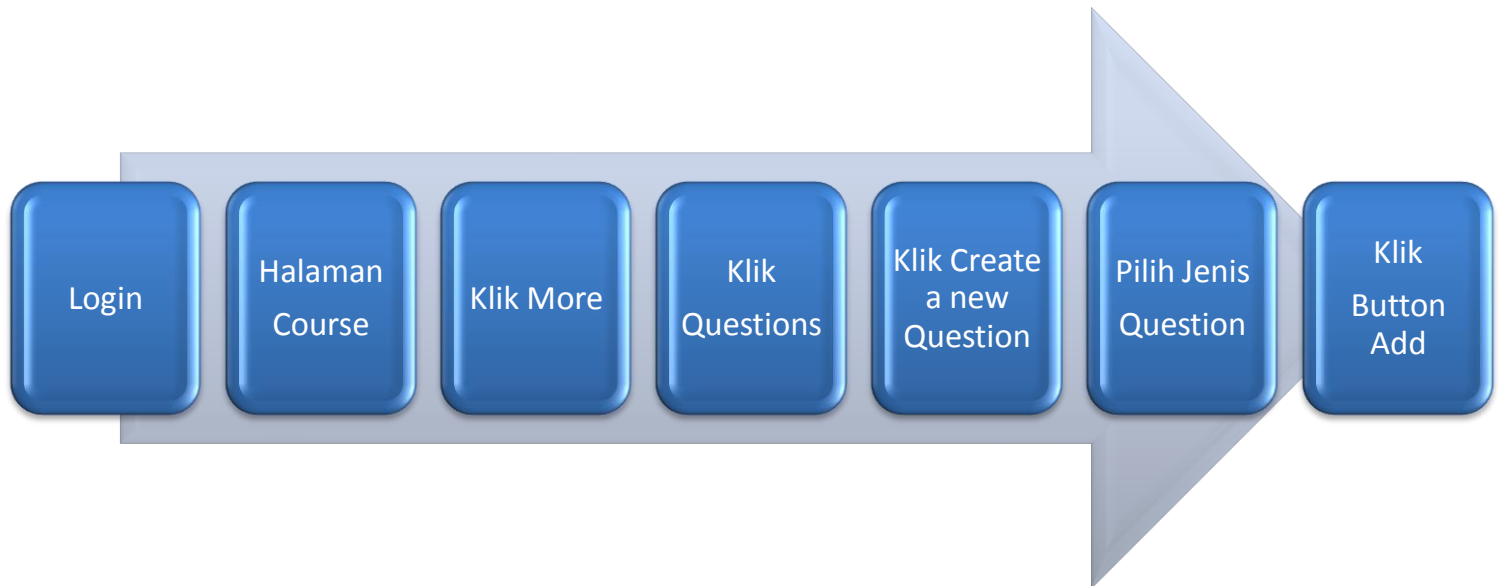 Login
Halaman
Course
Klik More
Klik
Questions
Klik Create
a new
Question
Pilih Jenis
Question
Klik
Button
Add